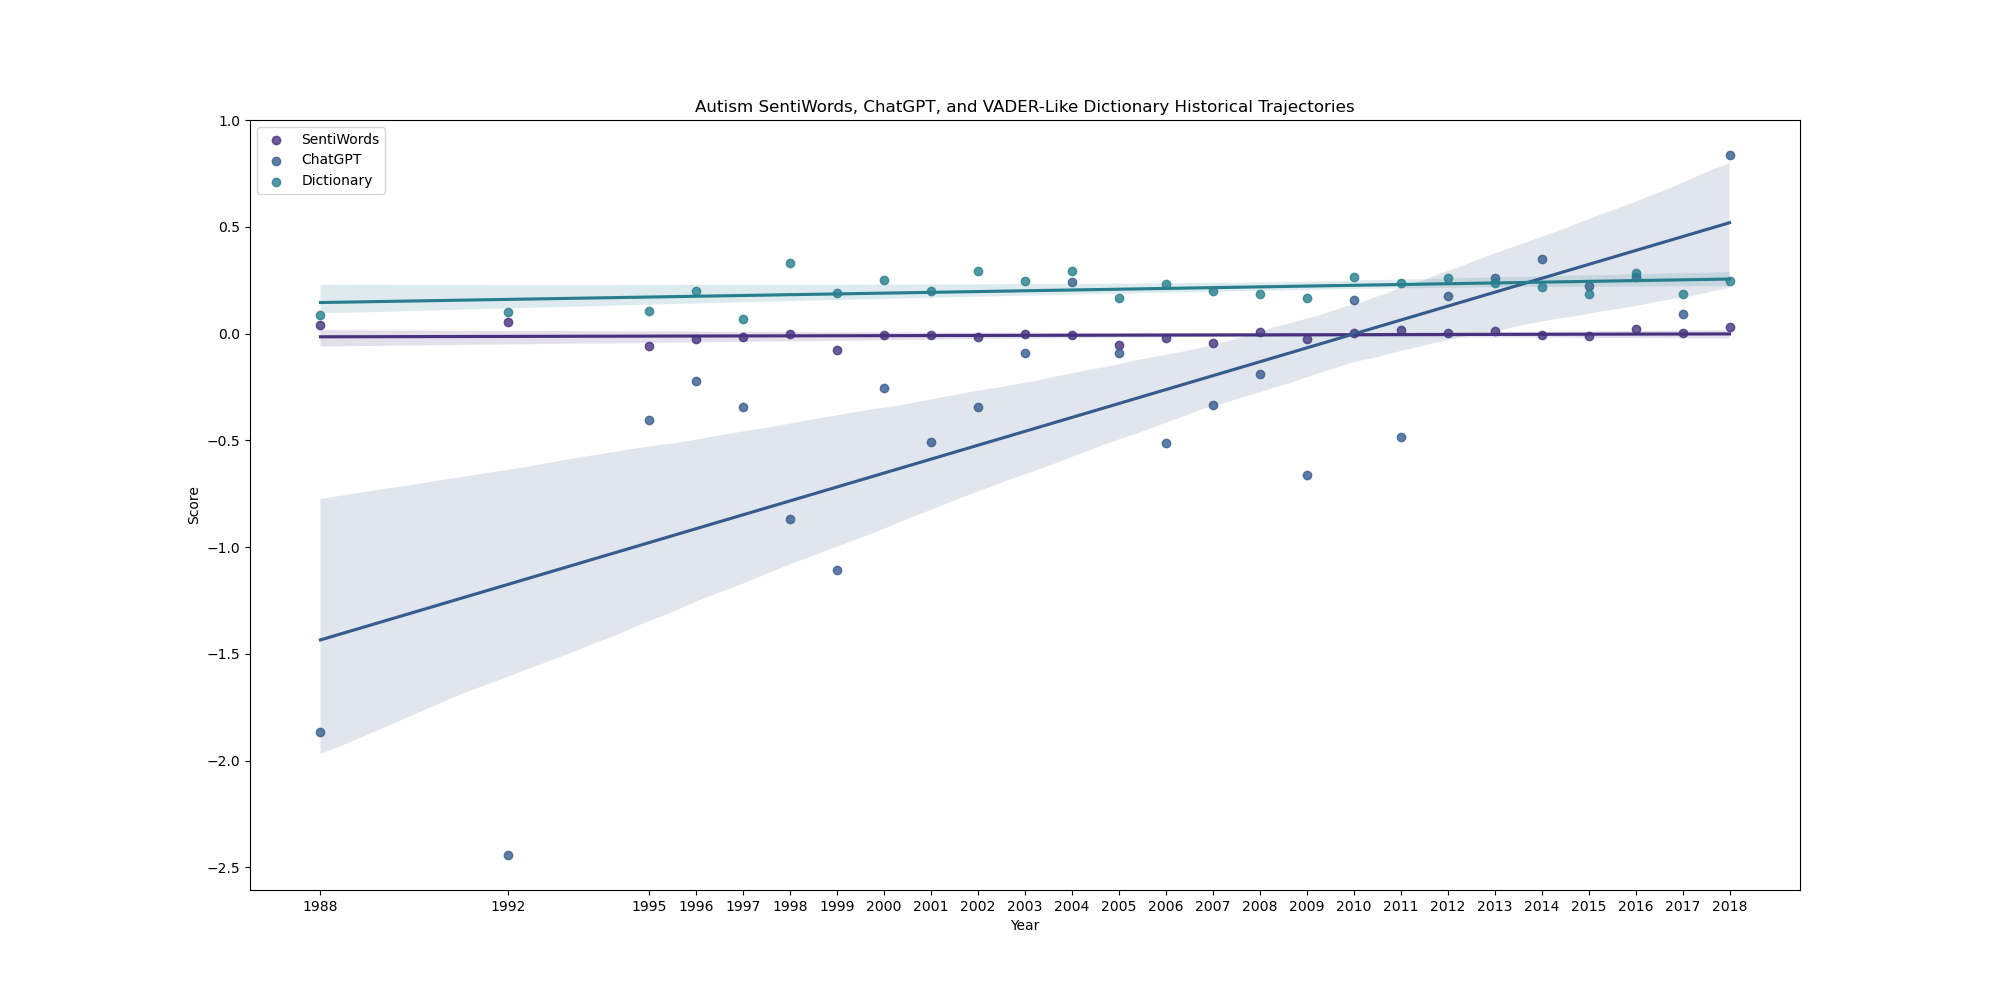 Autism SentiWords, ChatGPT, and VADER-Like Dictionary Historical Trajectories
SentiWords
ChatGPT
Dictionary
1.0
0.5
0.0
−0.5
−1.0
−1.5
−2.0
−2.5
Score
1988 1992 1995 1996 1997 1998 1999 2000 2001 2002 2003 2004 2005 2006 2007 2008 2009 2010 2011 2012 2013 2014 2015 2016 2017 2018
Year